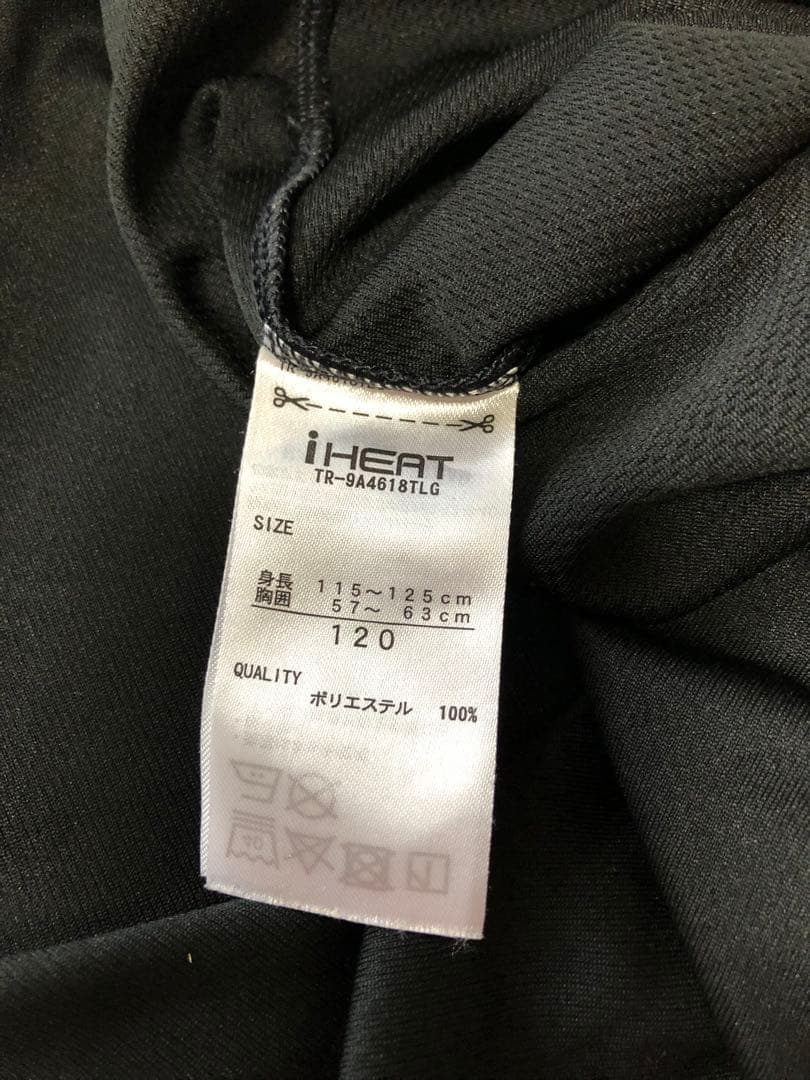 iHEAT
TR-9A4618TLG
SIZE
身長 115～125cm
胸囲 57～ 63cm
120
QUALITY
ポリエステル 100%